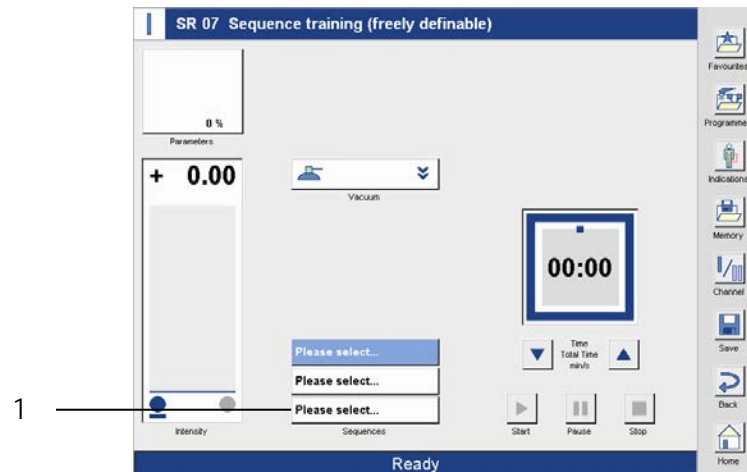 SR 07 Sequence training (freely definable)
0 %
Parameters
+ 0.00
Intensity
Vacuum
Please select...
Please select...
Please select...
Sequences
00:00
Time
Total Time
min/s
Start
Pause
Stop
Ready
Favourites
Programme
Indications
Memory
Channel
Save
Back
Home
1